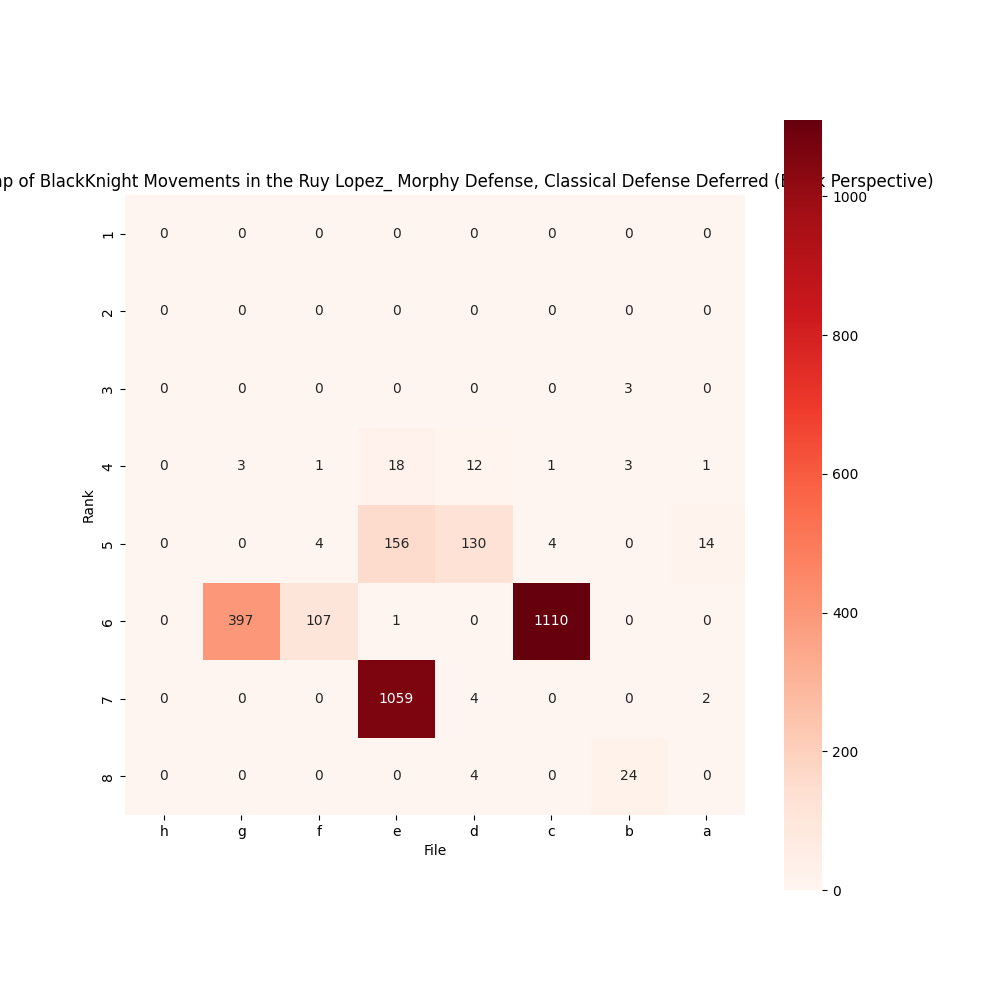 of BlackKnight Movements in the Ruy Lopez_ Morphy Defense, Classical Defense Deferred ( Perspective)
1000
1 0 0 0 0 0 0 0 0
2 0 0 0 0 0 0 0 0
800
3 0 0 0 0 0 0 3 0
4 0 3 1 18 12 1 3 1
600
Rank
5 0 0 4 156 130 4 0 14
400
6 0 397 107 1 0 1110 0 0
7 0 0 0 1059 4 0 0 2
200
8 0 0 0 0 4 0 24 0
h g f e d c b a
File
0